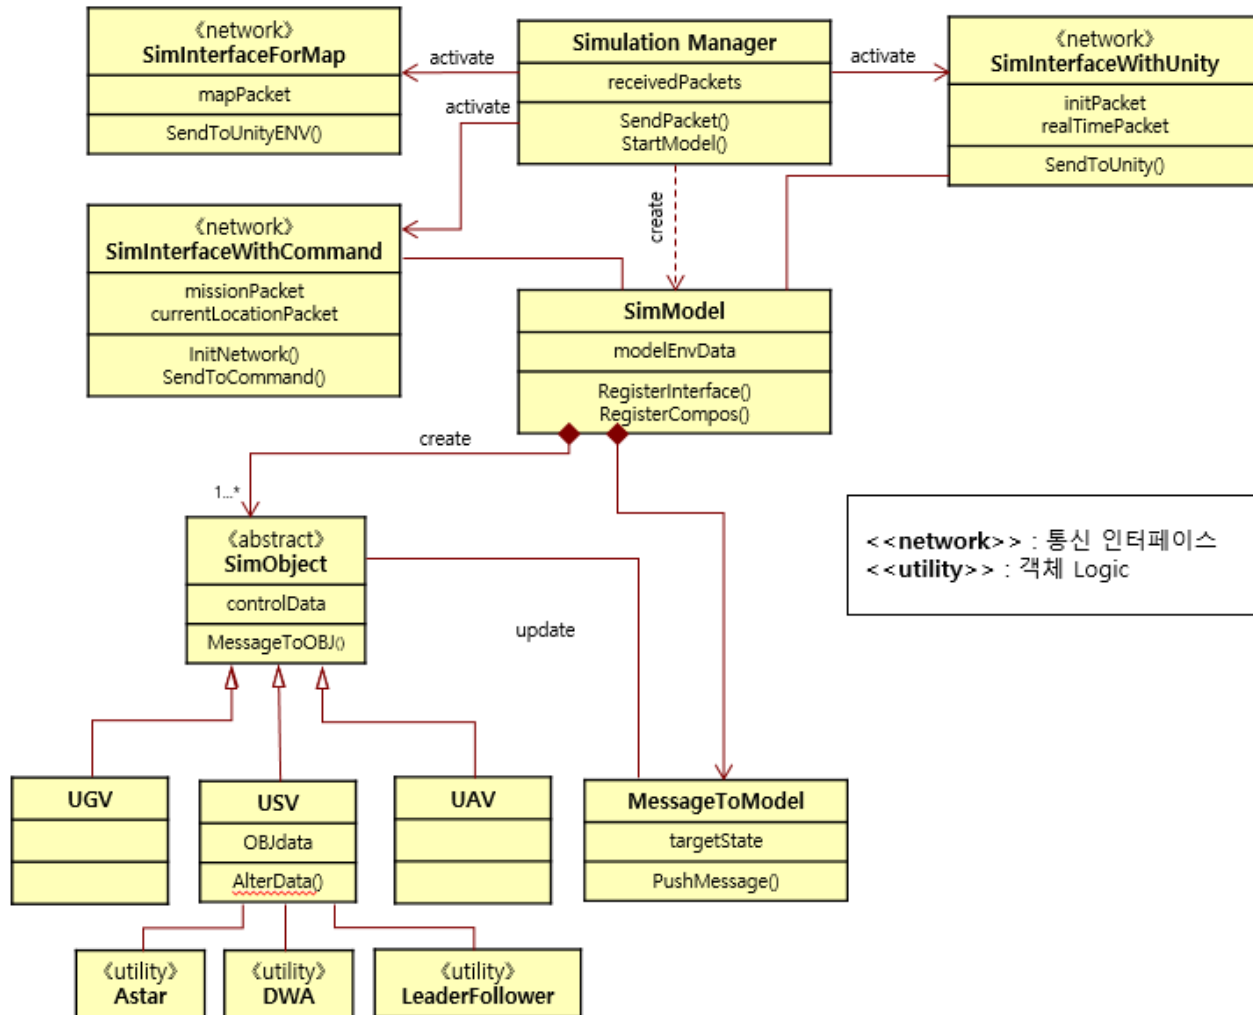 《network》
SimInterfaceForMap
mapPacket
SendToUnityENV()
activate
activate
Simulation Manager
receivedPackets
SendPacket()
StartModel()
activate
《network》
SimInterfaceWithUnity
initPacket
realTimePacket
SendToUnity()
create
《network》
SimInterfaceWithCommand
missionPacket
currentLocationPacket
InitNetwork()
SendToCommand()
SimModel
modelEnvData
RegisterInterface()
RegisterCompos()
create
1...*
《abstract》
SimObject
controlData
MessageToOBJ()
update
<<network>> : 통신 인터페이스
<<utility>> : 객체 Logic
UGV
USV
OBJdata
AlterData()
UAV
MessageToModel
targetState
PushMessage()
《utility》
Astar
《utility》
DWA
《utility》
LeaderFollower